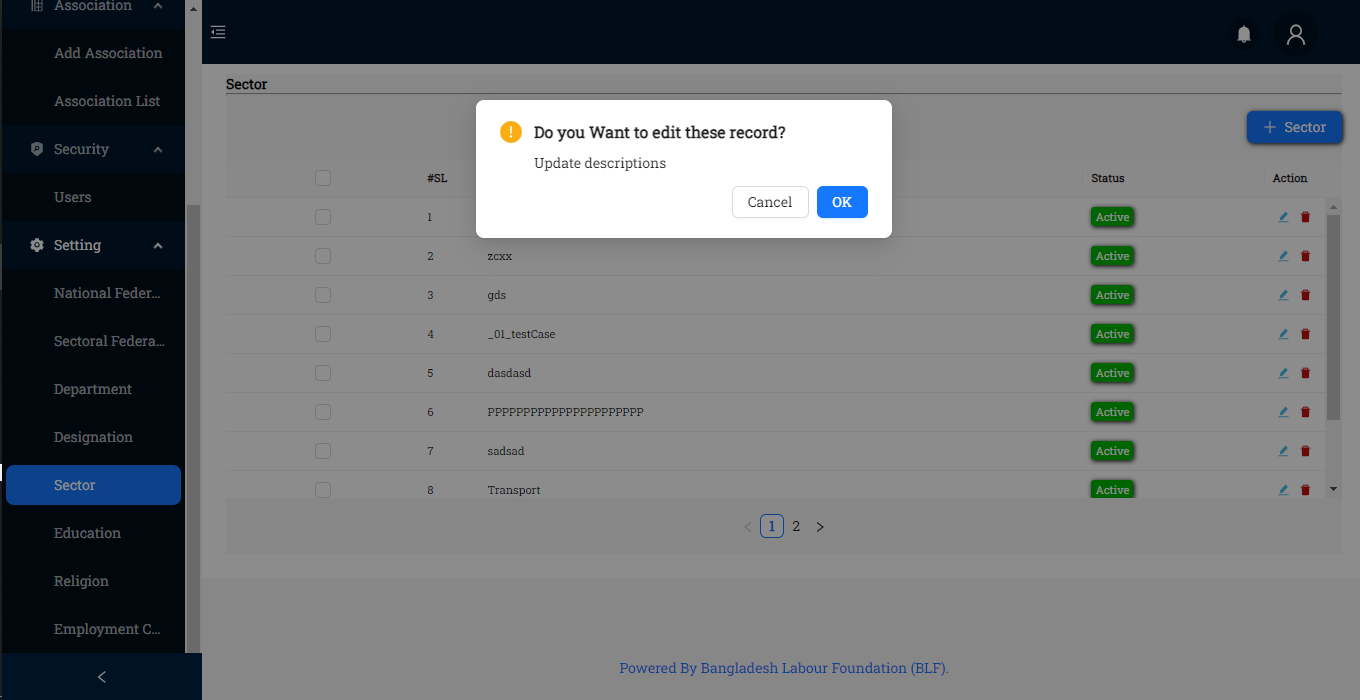 Association
Add Association
Association List
Security
Users
Setting
National Feder...
Sectoral Federa...
Department
Designation
Sector
Education
Religion
Employment C...
Sector
Do you Want to edit these record?
Update descriptions
Cancel OK
+ Sector
#SL Status Action
1 Active
2 zcxx Active
3 gds Active
4 _01_testCase Active
5 dasdasd Active
6 PPPPPPPPPPPPPPPPPPPPPP Active
7 sadsad Active
8 Transport Active
< 1 2 >
Powered By Bangladesh Labour Foundation (BLF).